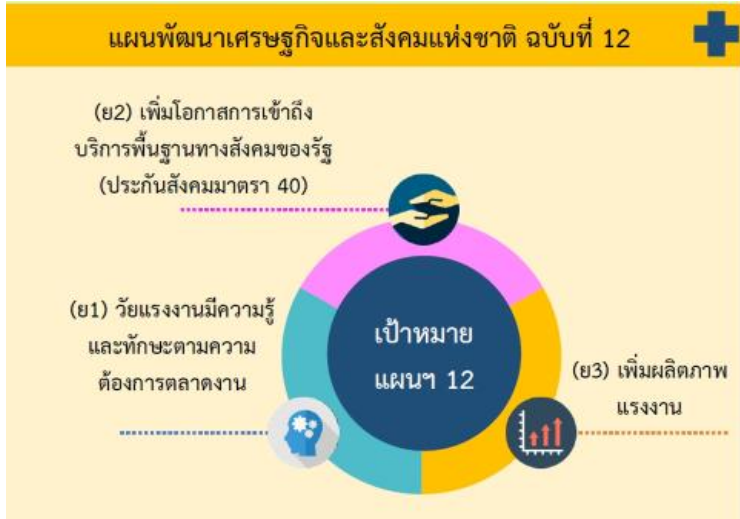 แผนพัฒนาเศรษฐกิจและสังคมแห่งชาติ ฉบับที่ 12
(ย2) เพิ่มโอกาสการเข้าถึง
บริการพื้นฐานทางสังคมของรัฐ
(ประกันสังคมมาตรา 40)
(ย1) วัยแรงงานมีความรู้
และทักษะตามความ
ต้องการตลาดงาน
เป้าหมาย
แผนฯ 12
(ย3) เพิ่มผลิตภาพ
แรงงาน